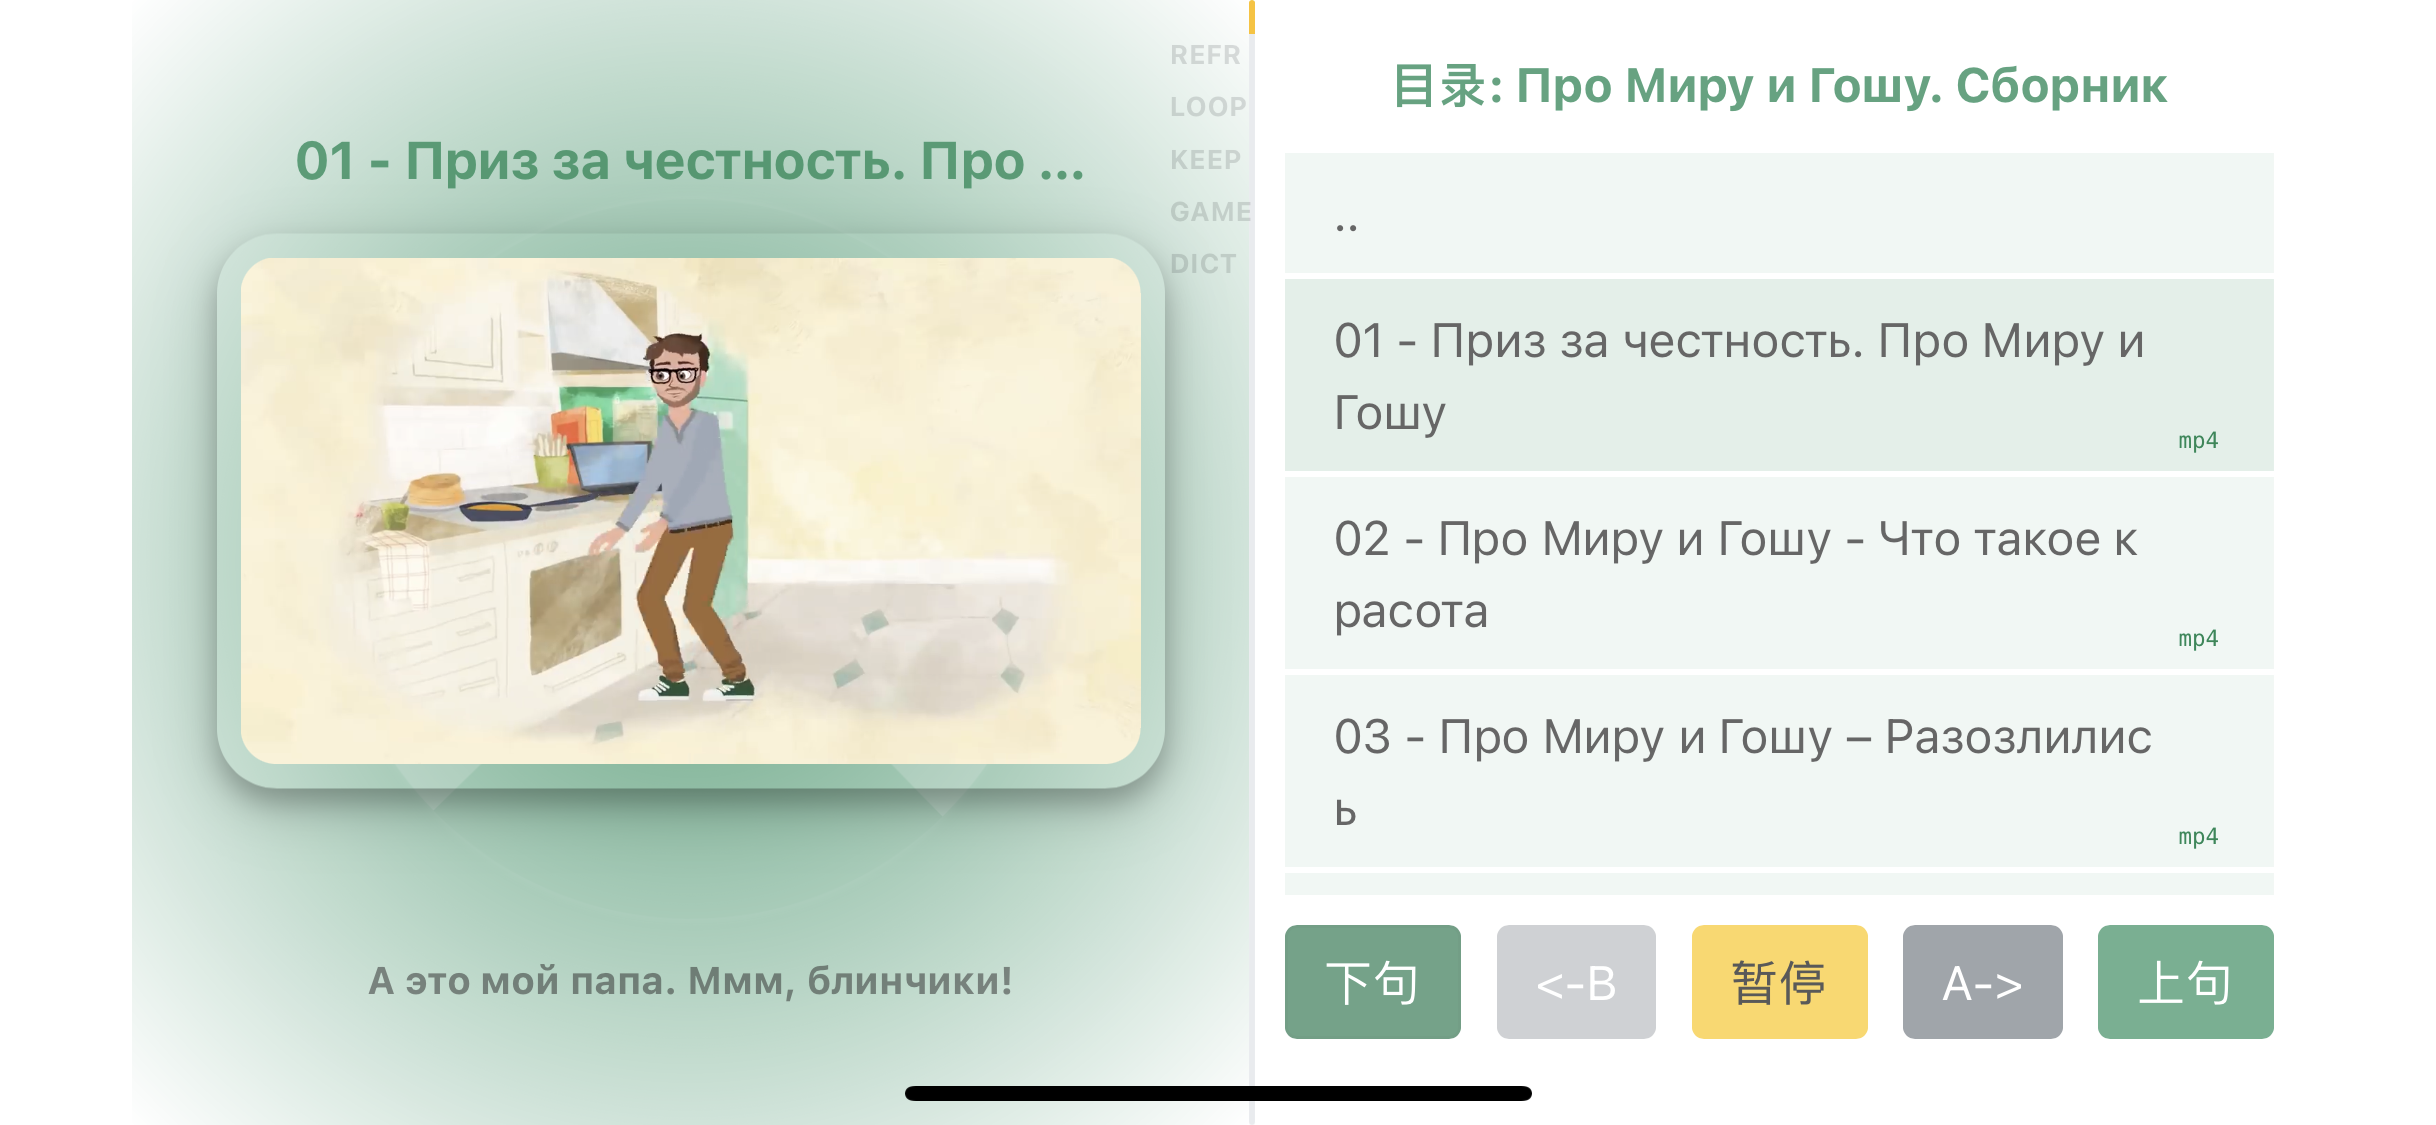 01 - Приз за честность. Про ...
REFR
LOOP
KEEP
GAME
DICT
А это мой папа. Ммм, блинчики!
目录: Про Миру и Гошу. Сборник
..
01 - Приз за честность. Про Миру и
Гошу
mp4
02 - Про Миру и Гошу - Что такое к
расота
mp4
03 - Про Миру и Гошу – Разозлилис
ь
mp4
下句
<-B
暂停
A->
上句